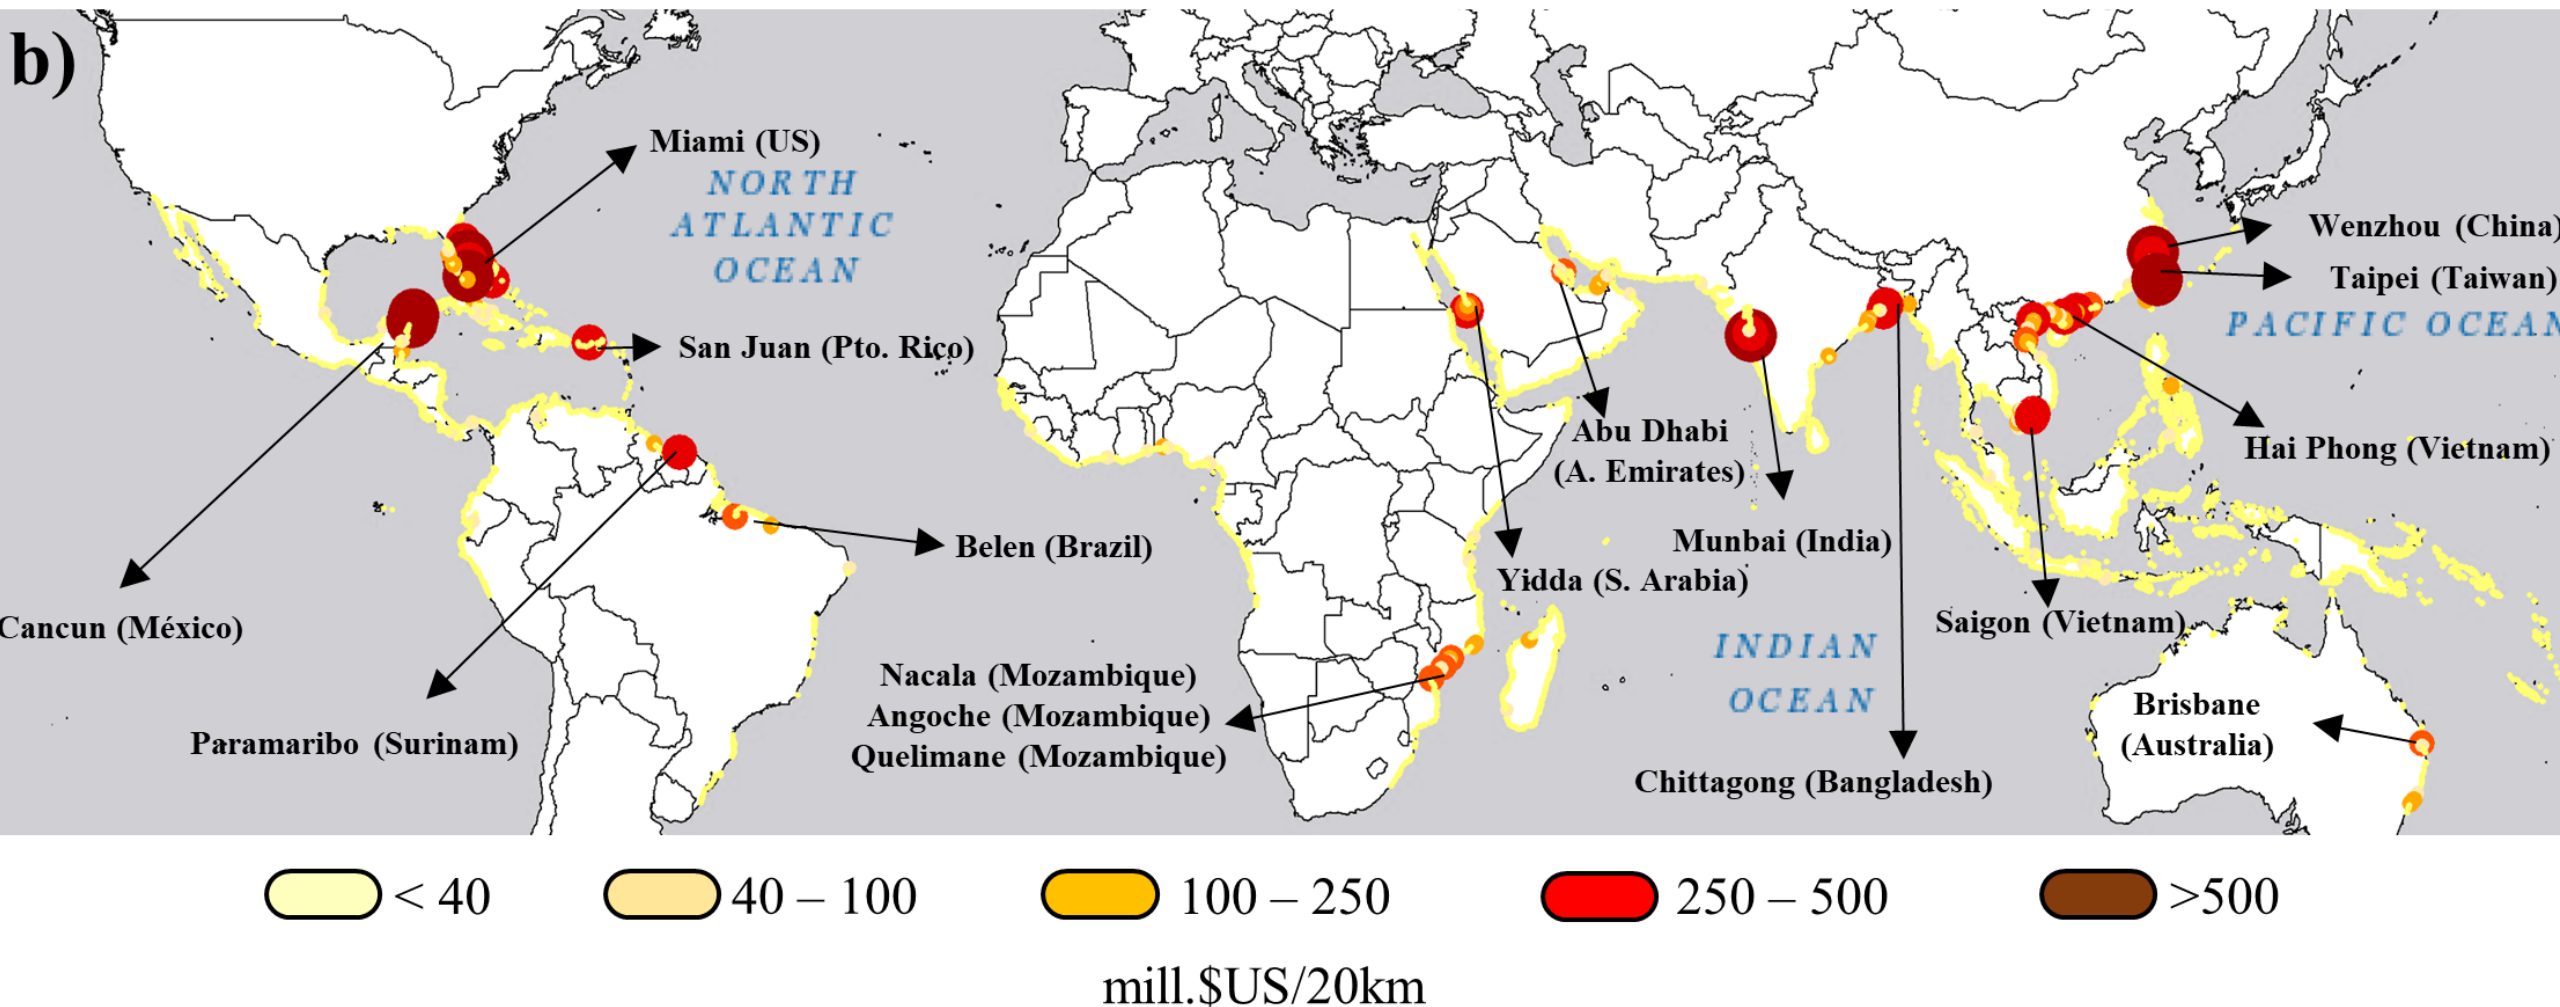 b)
Miami (US)
NORTH
ATLANTIC
OCEAN
Wenzhou (China)
Taipei (Taiwan)
PACIFIC OCEAN
San Juan (Pto. Rico)
Abu Dhabi
(A. Emirates)
Hai Phong (Vietnam)
Belen (Brazil)
Munbai (India)
Yidda (S. Arabia)
Cancun (México)
Saigon (Vietnam)
INDIAN
OCEAN
Nacala (Mozambique)
Angoche (Mozambique)
Quelimane (Mozambique)
Paramaribo (Surinam)
Brisbane
(Australia)
Chittagong (Bangladesh)
< 40
40 – 100
100 – 250
250 – 500
>500
mill.$US/20km